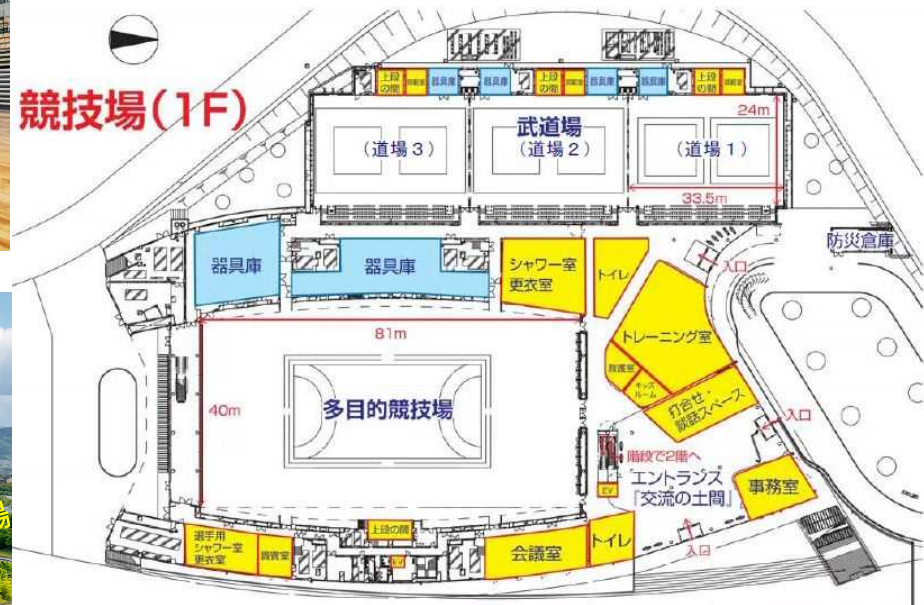 競技場(1F)
上段
の間
器具庫
器具庫
上段
の間
器具庫
器具庫
上段
の間
24m
武道場
(道場3)
(道場2)
(道場1)
33.5m
防災倉庫
器具庫
器具庫
シャワー室
更衣室
トイレ
入口
トレーニング室
81m
救護室
キッズ
ルーム
打合せ・
談話スペース
入口
40m
多目的競技場
階段で2階へ
エントランス
『交流の土間』
EV
事務室
選手用
シャワー室
更衣室
上段の間
EV
会議室
トイレ
入口
場